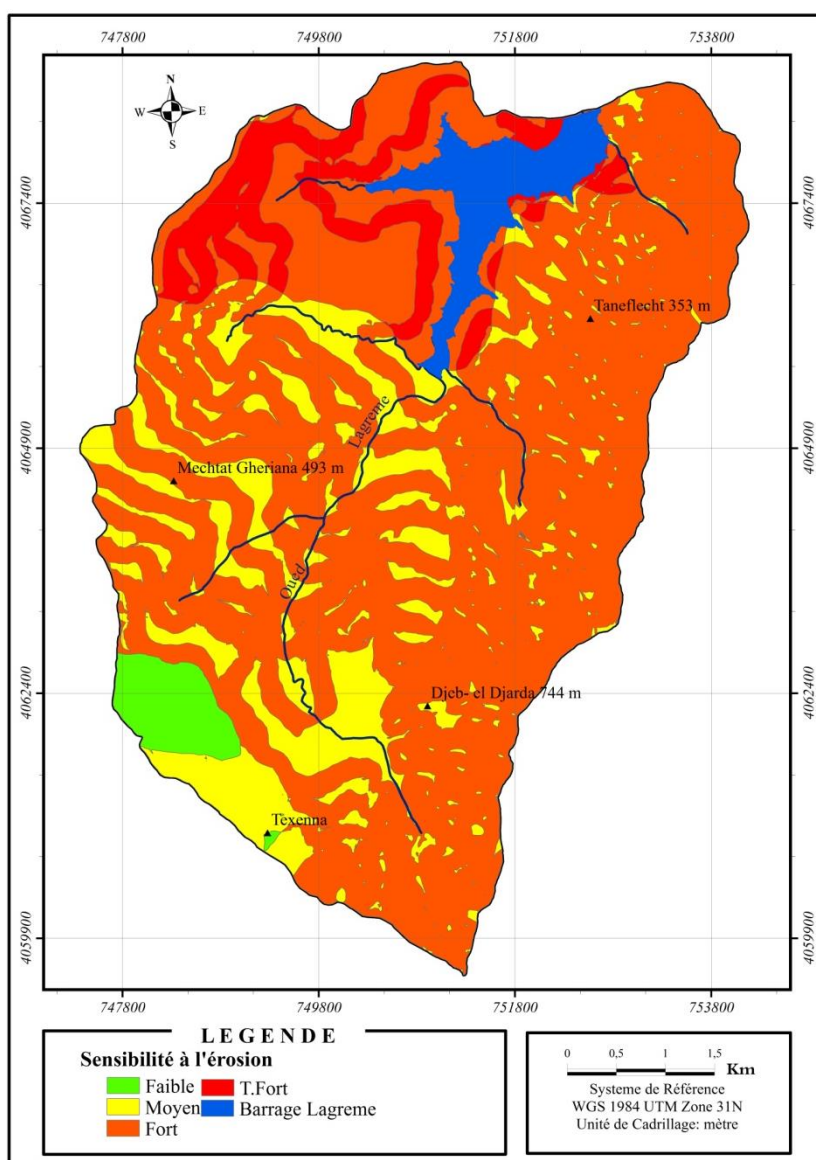 747800 749800 751800 753800
N
W E
S
4067400 4067400
Taneflecht 353 m
Lagreme
4064900 4064900
Mechtat Gheriana 493 m
Oued
4062400 4062400
Djeb- el Djarda 744 m
Texenna
4059900 4059900
747800 749800 751800 753800
LEGENDE
Sensibilité à l'érosion
Faible T.Fort
Moyen Barrage Lagreme
Fort
0 0,5 1 1,5
Km
Systeme de Référence
WGS 1984 UTM Zone 31N
Unité de Cadrillage: mètre